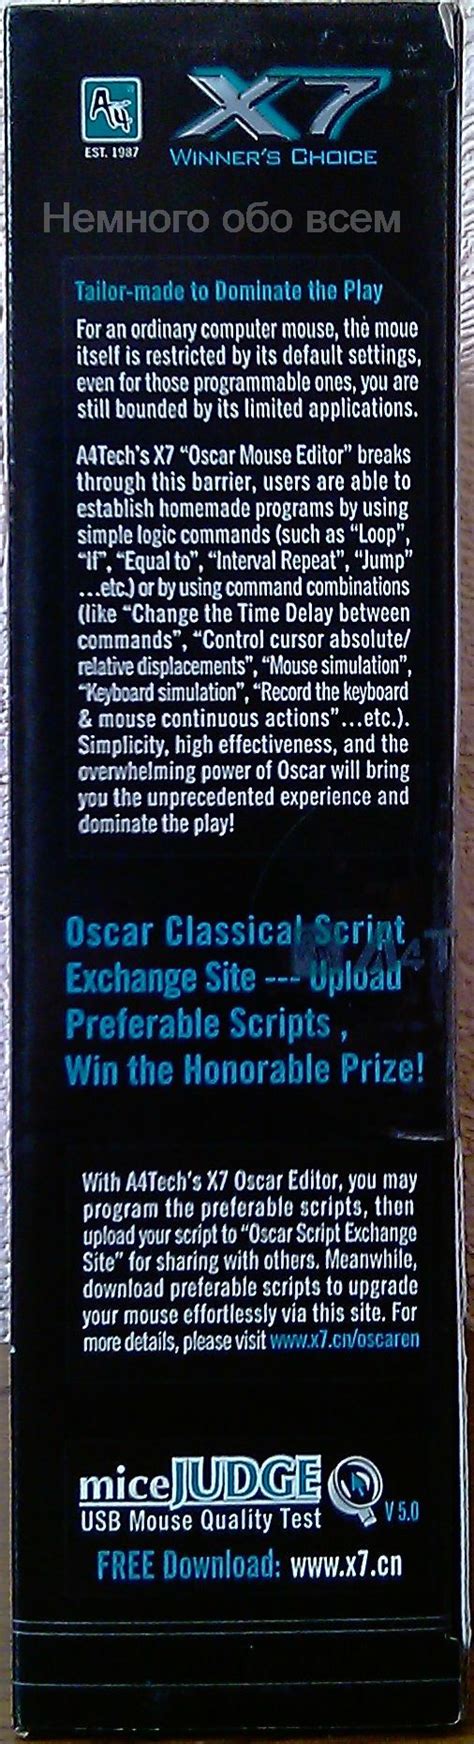 A4
X7
EST. 1987
WINNER'S CHOICE
Немного обо всем
Tailor-made to Dominate the Play
For an ordinary computer mouse, the moue
itself is restricted by its default settings,
even for those programmable ones, you are
still bounded by its limited applications.
A4Tech's X7 “Oscar Mouse Editor” breaks
through this barrier, users are able to
establish homemade programs by using
simple logic commands (such as “Loop”,
“If”, “Equal to”, “Interval Repeat”, “Jump”
...etc.) or by using command combinations
(like “Change the Time Delay between
commands”, “Control cursor absolute/
relative displacements”, “Mouse simulation”,
“Keyboard simulation”, “Record the keyboard
& mouse continuous actions”...etc.).
Simplicity, high effectiveness, and the
overwhelming power of Oscar will bring
you the unprecedented experience and
dominate the play!
Oscar Classical Script
Exchange Site --- Upload
Preferable Scripts ,
Win the Honorable Prize!
With A4Tech's X7 Oscar Editor, you may
program the preferable scripts, then
upload your script to “Oscar Script Exchange
Site” for sharing with others. Meanwhile,
download preferable scripts to upgrade
your mouse effortlessly via this site. For
more details, please visit www.x7.cn/oscaren
miceJUDGE
USB Mouse Quality Test V 5.0
FREE Download: www.x7.cn